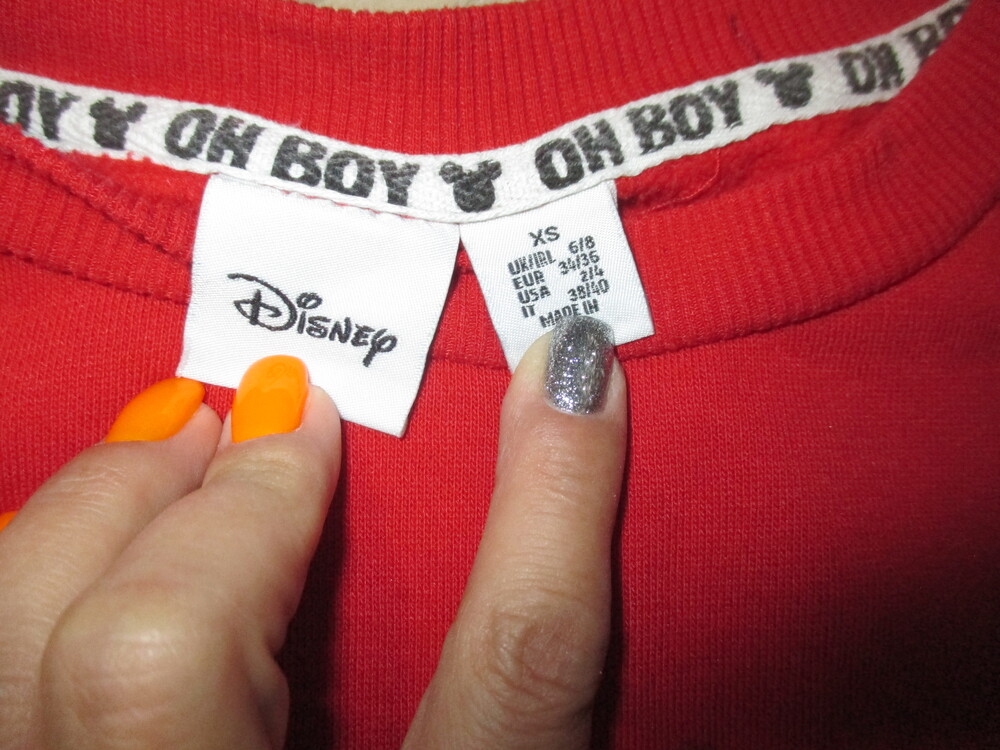 OY OH BOY OH BOY OH B
Disney
XS
UK/IRL 6/8
EUR 34/36
USA 2/4
IT 38/40
MADE IN